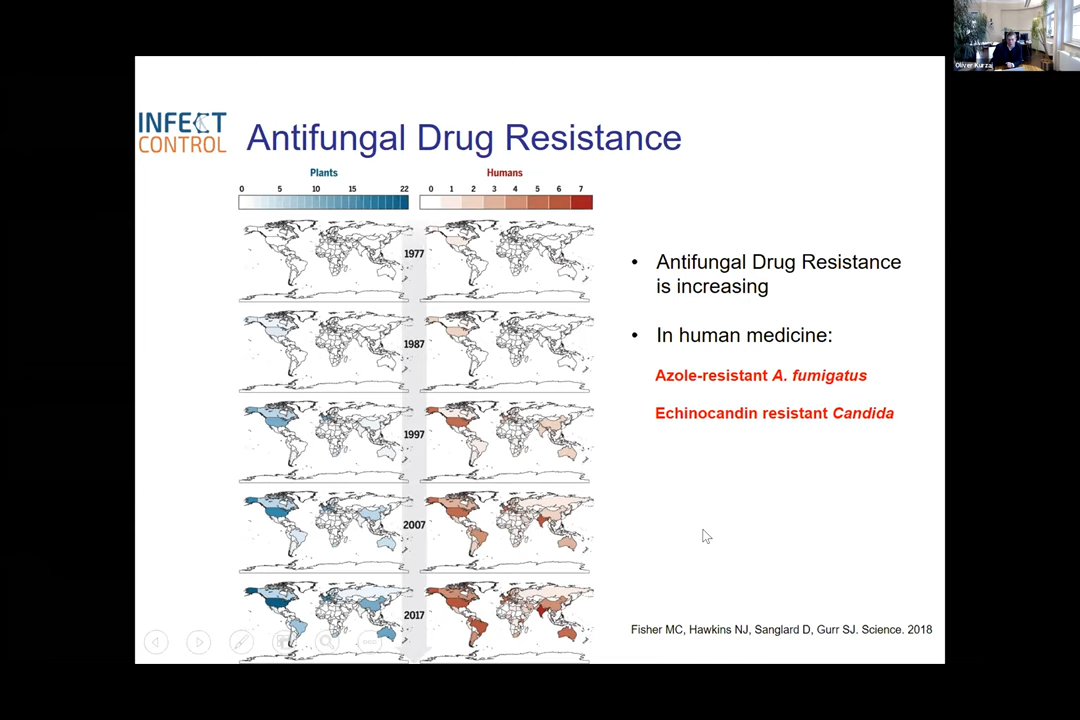 Oliver Kurzai
INFECT
CONTROL
Antifungal Drug Resistance
Plants
Humans
0 5 10 15 22
0 1 2 3 4 5 6 7
1977
1987
1997
2007
2017
• Antifungal Drug Resistance
is increasing
• In human medicine:
Azole-resistant A. fumigatus
Echinocandin resistant Candida
Fisher MC, Hawkins NJ, Sanglard D, Gurr SJ. Science. 2018